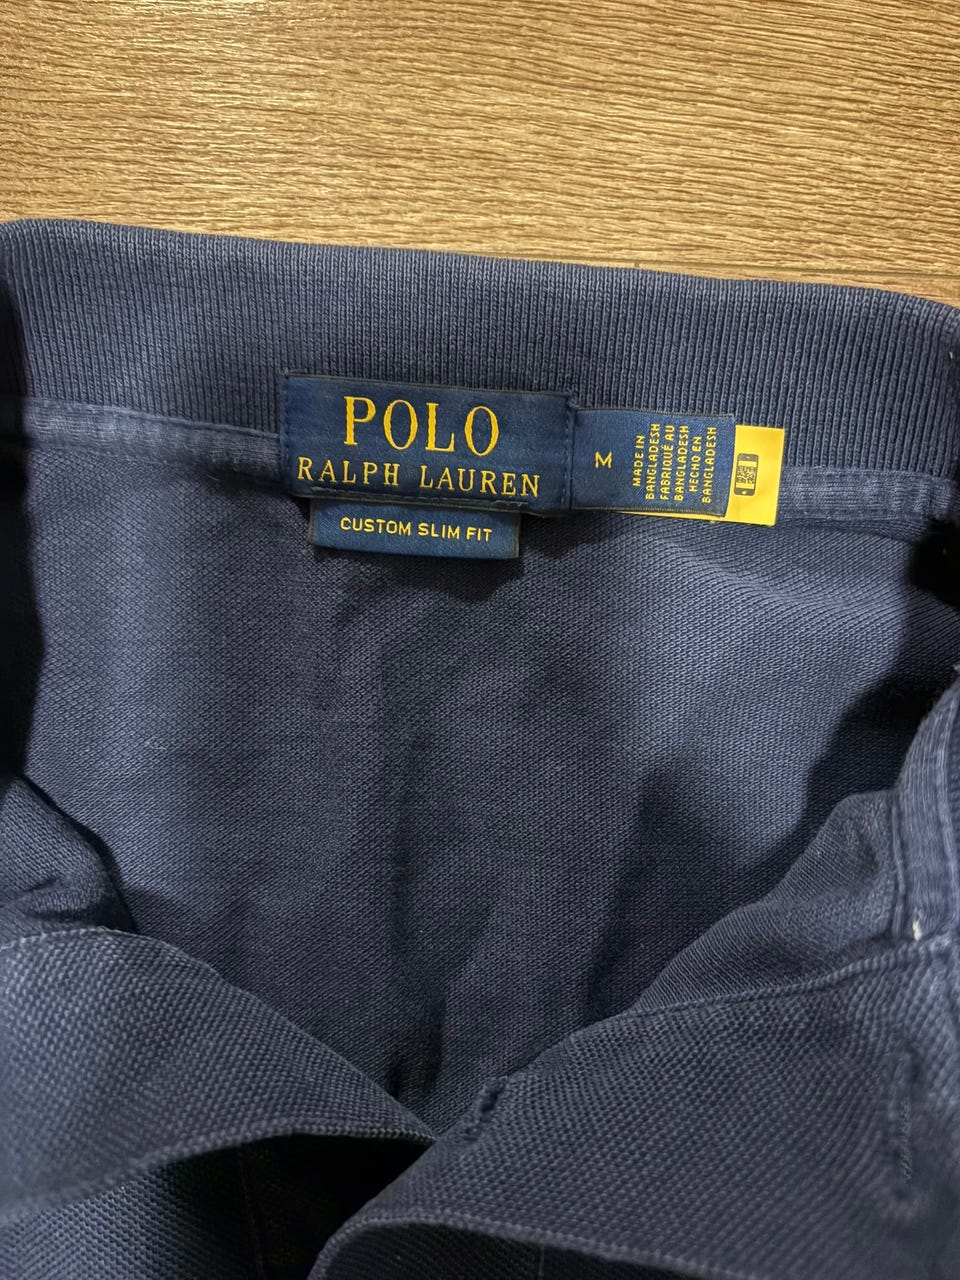 POLO
RALPH LAUREN
CUSTOM SLIM FIT
M
MADE IN
BANGLADESH
FABRIQUÉ AU
BANGLADESH
HECHO EN
BANGLADESH